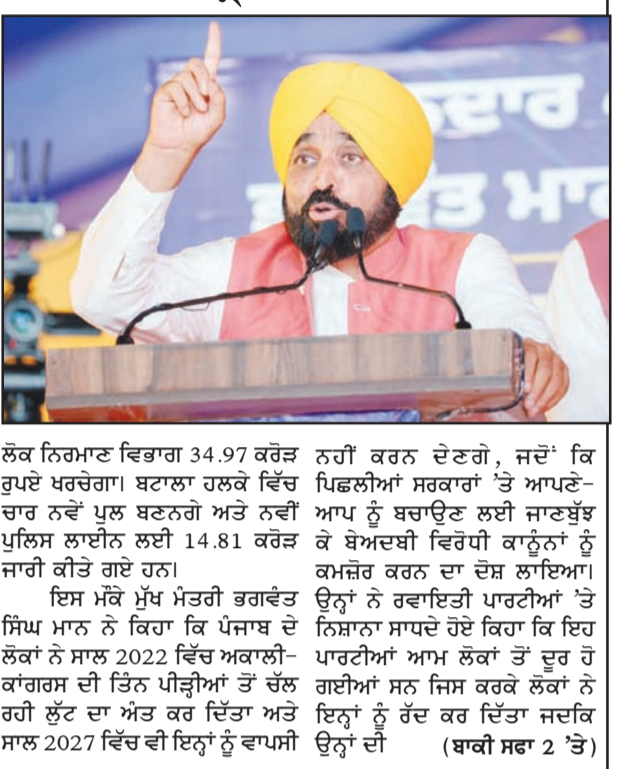 ਲੋਕ ਨਿਰਮਾਣ ਵਿਭਾਗ 34.97 ਕਰੋੜ
ਰੁਪਏ ਖਰਚੇਗਾ। ਬਟਾਲਾ ਹਲਕੇ ਵਿੱਚ
ਚਾਰ ਨਵੇਂ ਪੁਲ ਬਣਨਗੇ ਅਤੇ ਨਵੀਂ
ਪੁਲਿਸ ਲਾਈਨ ਲਈ 14.81 ਕਰੋੜ
ਜਾਰੀ ਕੀਤੇ ਗਏ ਹਨ।
ਇਸ ਮੌਕੇ ਮੁੱਖ ਮੰਤਰੀ ਭਗਵੰਤ
ਸਿੰਘ ਮਾਨ ਨੇ ਕਿਹਾ ਕਿ ਪੰਜਾਬ ਦੇ
ਲੋਕਾਂ ਨੇ ਸਾਲ 2022 ਵਿੱਚ ਅਕਾਲੀ-
ਕਾਂਗਰਸ ਦੀ ਤਿੰਨ ਪੀੜ੍ਹੀਆਂ ਤੋਂ ਚੱਲ
ਰਹੀ ਲੁੱਟ ਦਾ ਅੰਤ ਕਰ ਦਿੱਤਾ ਅਤੇ
ਸਾਲ 2027 ਵਿੱਚ ਵੀ ਇਨ੍ਹਾਂ ਨੂੰ ਵਾਪਸੀ
ਨਹੀਂ ਕਰਨ ਦੇਣਗੇ, ਜਦੋਂ ਕਿ
ਪਿਛਲੀਆਂ ਸਰਕਾਰਾਂ ’ਤੇ ਆਪਣੇ-
ਆਪ ਨੂੰ ਬਚਾਉਣ ਲਈ ਜਾਣਬੁੱਝ
ਕੇ ਬੇਅਦਬੀ ਵਿਰੋਧੀ ਕਾਨੂੰਨਾਂ ਨੂੰ
ਕਮਜ਼ੋਰ ਕਰਨ ਦਾ ਦੋਸ਼ ਲਾਇਆ।
ਉਨ੍ਹਾਂ ਨੇ ਰਵਾਇਤੀ ਪਾਰਟੀਆਂ ’ਤੇ
ਨਿਸ਼ਾਨਾ ਸਾਧਦੇ ਹੋਏ ਕਿਹਾ ਕਿ ਇਹ
ਪਾਰਟੀਆਂ ਆਮ ਲੋਕਾਂ ਤੋਂ ਦੂਰ ਹੋ
ਗਈਆਂ ਸਨ ਜਿਸ ਕਰਕੇ ਲੋਕਾਂ ਨੇ
ਇਨ੍ਹਾਂ ਨੂੰ ਰੱਦ ਕਰ ਦਿੱਤਾ ਜਦਕਿ
ਉਨ੍ਹਾਂ ਦੀ (ਬਾਕੀ ਸਫਾ 2 ’ਤੇ)